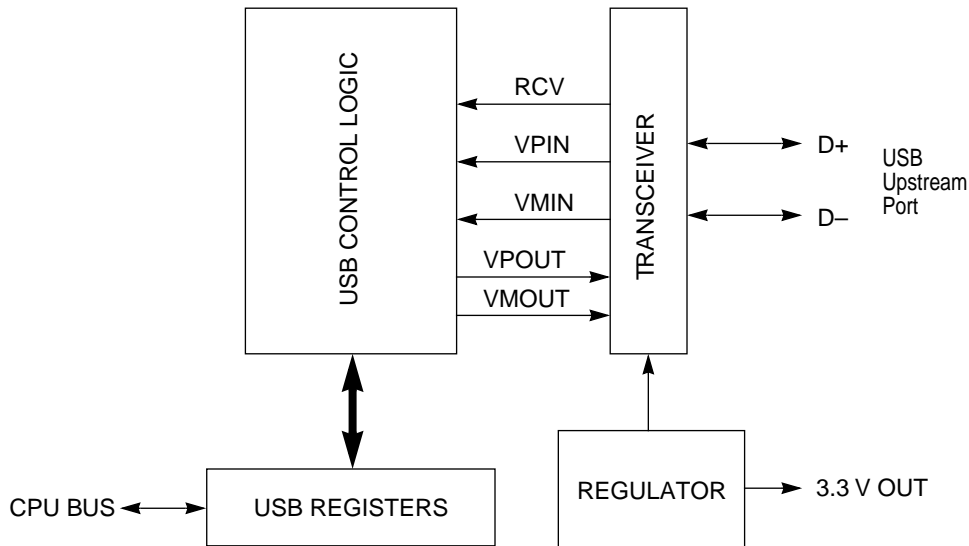 USB CONTROL LOGIC
RCV
VPIN
VMIN
VPOUT
VMOUT
TRANSCEIVER
D+
D–
USB
Upstream
Port
CPU BUS
USB REGISTERS
REGULATOR
3.3 V OUT